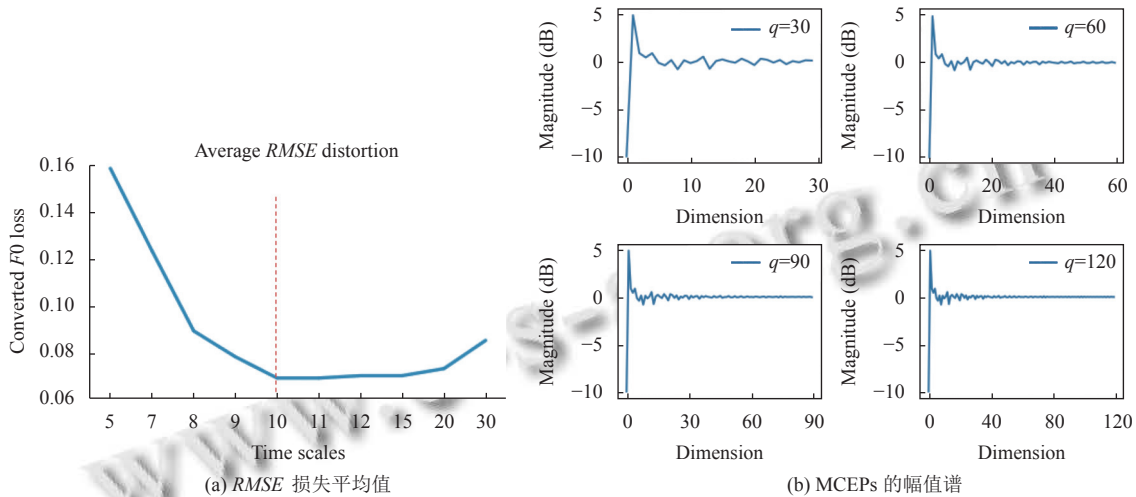 Average RMSE distortion
Converted F0 loss
0.16
0.14
0.12
0.10
0.08
0.06
5 7 8 9 10 11 12 15 20 30
Time scales
(a) RMSE 损失平均值
q=30
Magnitude (dB)
5
0
−5
−10
0 10 20 30
Dimension
q=60
Magnitude (dB)
5
0
−5
−10
0 20 40 60
Dimension
q=90
Magnitude (dB)
5
0
−5
−10
0 30 60 90
Dimension
q=120
Magnitude (dB)
5
0
−5
−10
0 40 80 120
Dimension
(b) MCEPs 的幅值谱